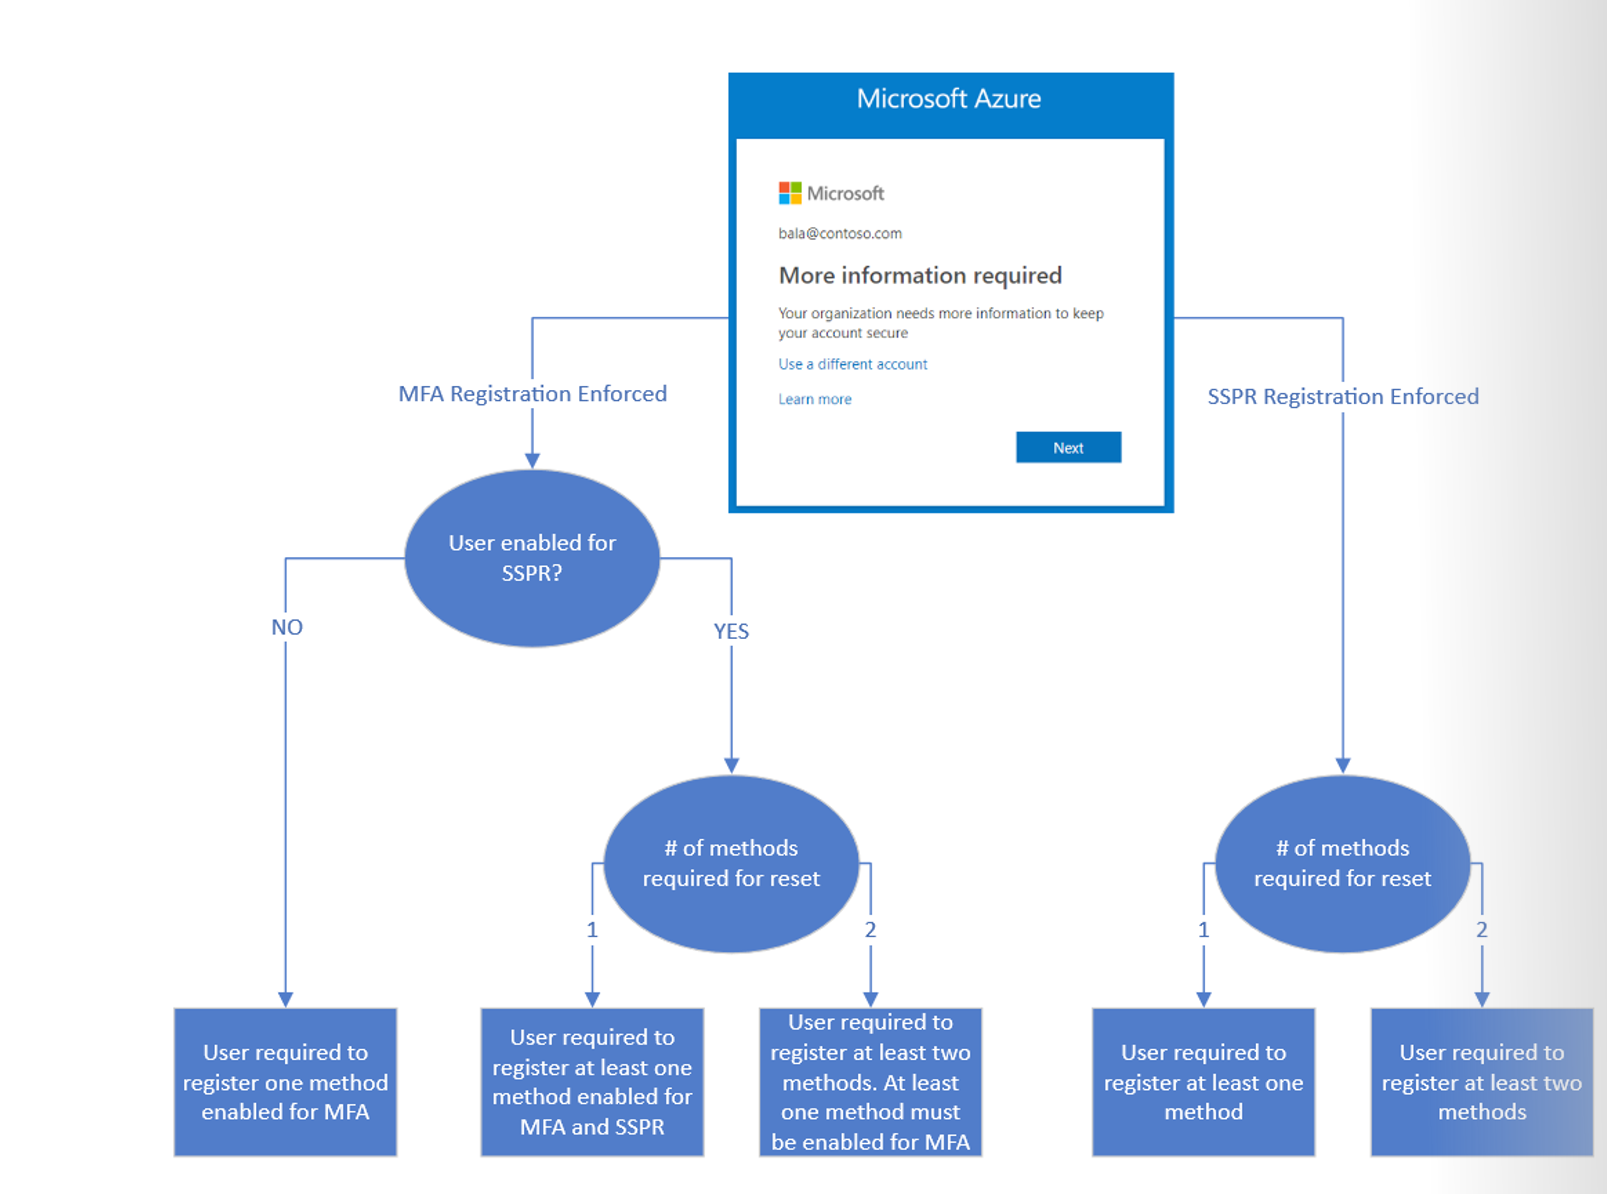 Microsoft Azure
Microsoft
bala@contoso.com
More information required
Your organization needs more information to keep
your account secure
Use a different account
Learn more
Next
MFA Registration Enforced
SSPR Registration Enforced
User enabled for
SSPR?
NO
YES
# of methods
required for reset
1
2
# of methods
required for reset
1
2
User required to
register one method
enabled for MFA
User required to
register at least one
method enabled for
MFA and SSPR
User required to
register at least two
methods. At least
one method must
be enabled for MFA
User required to
register at least one
method
User required to
register at least two
methods